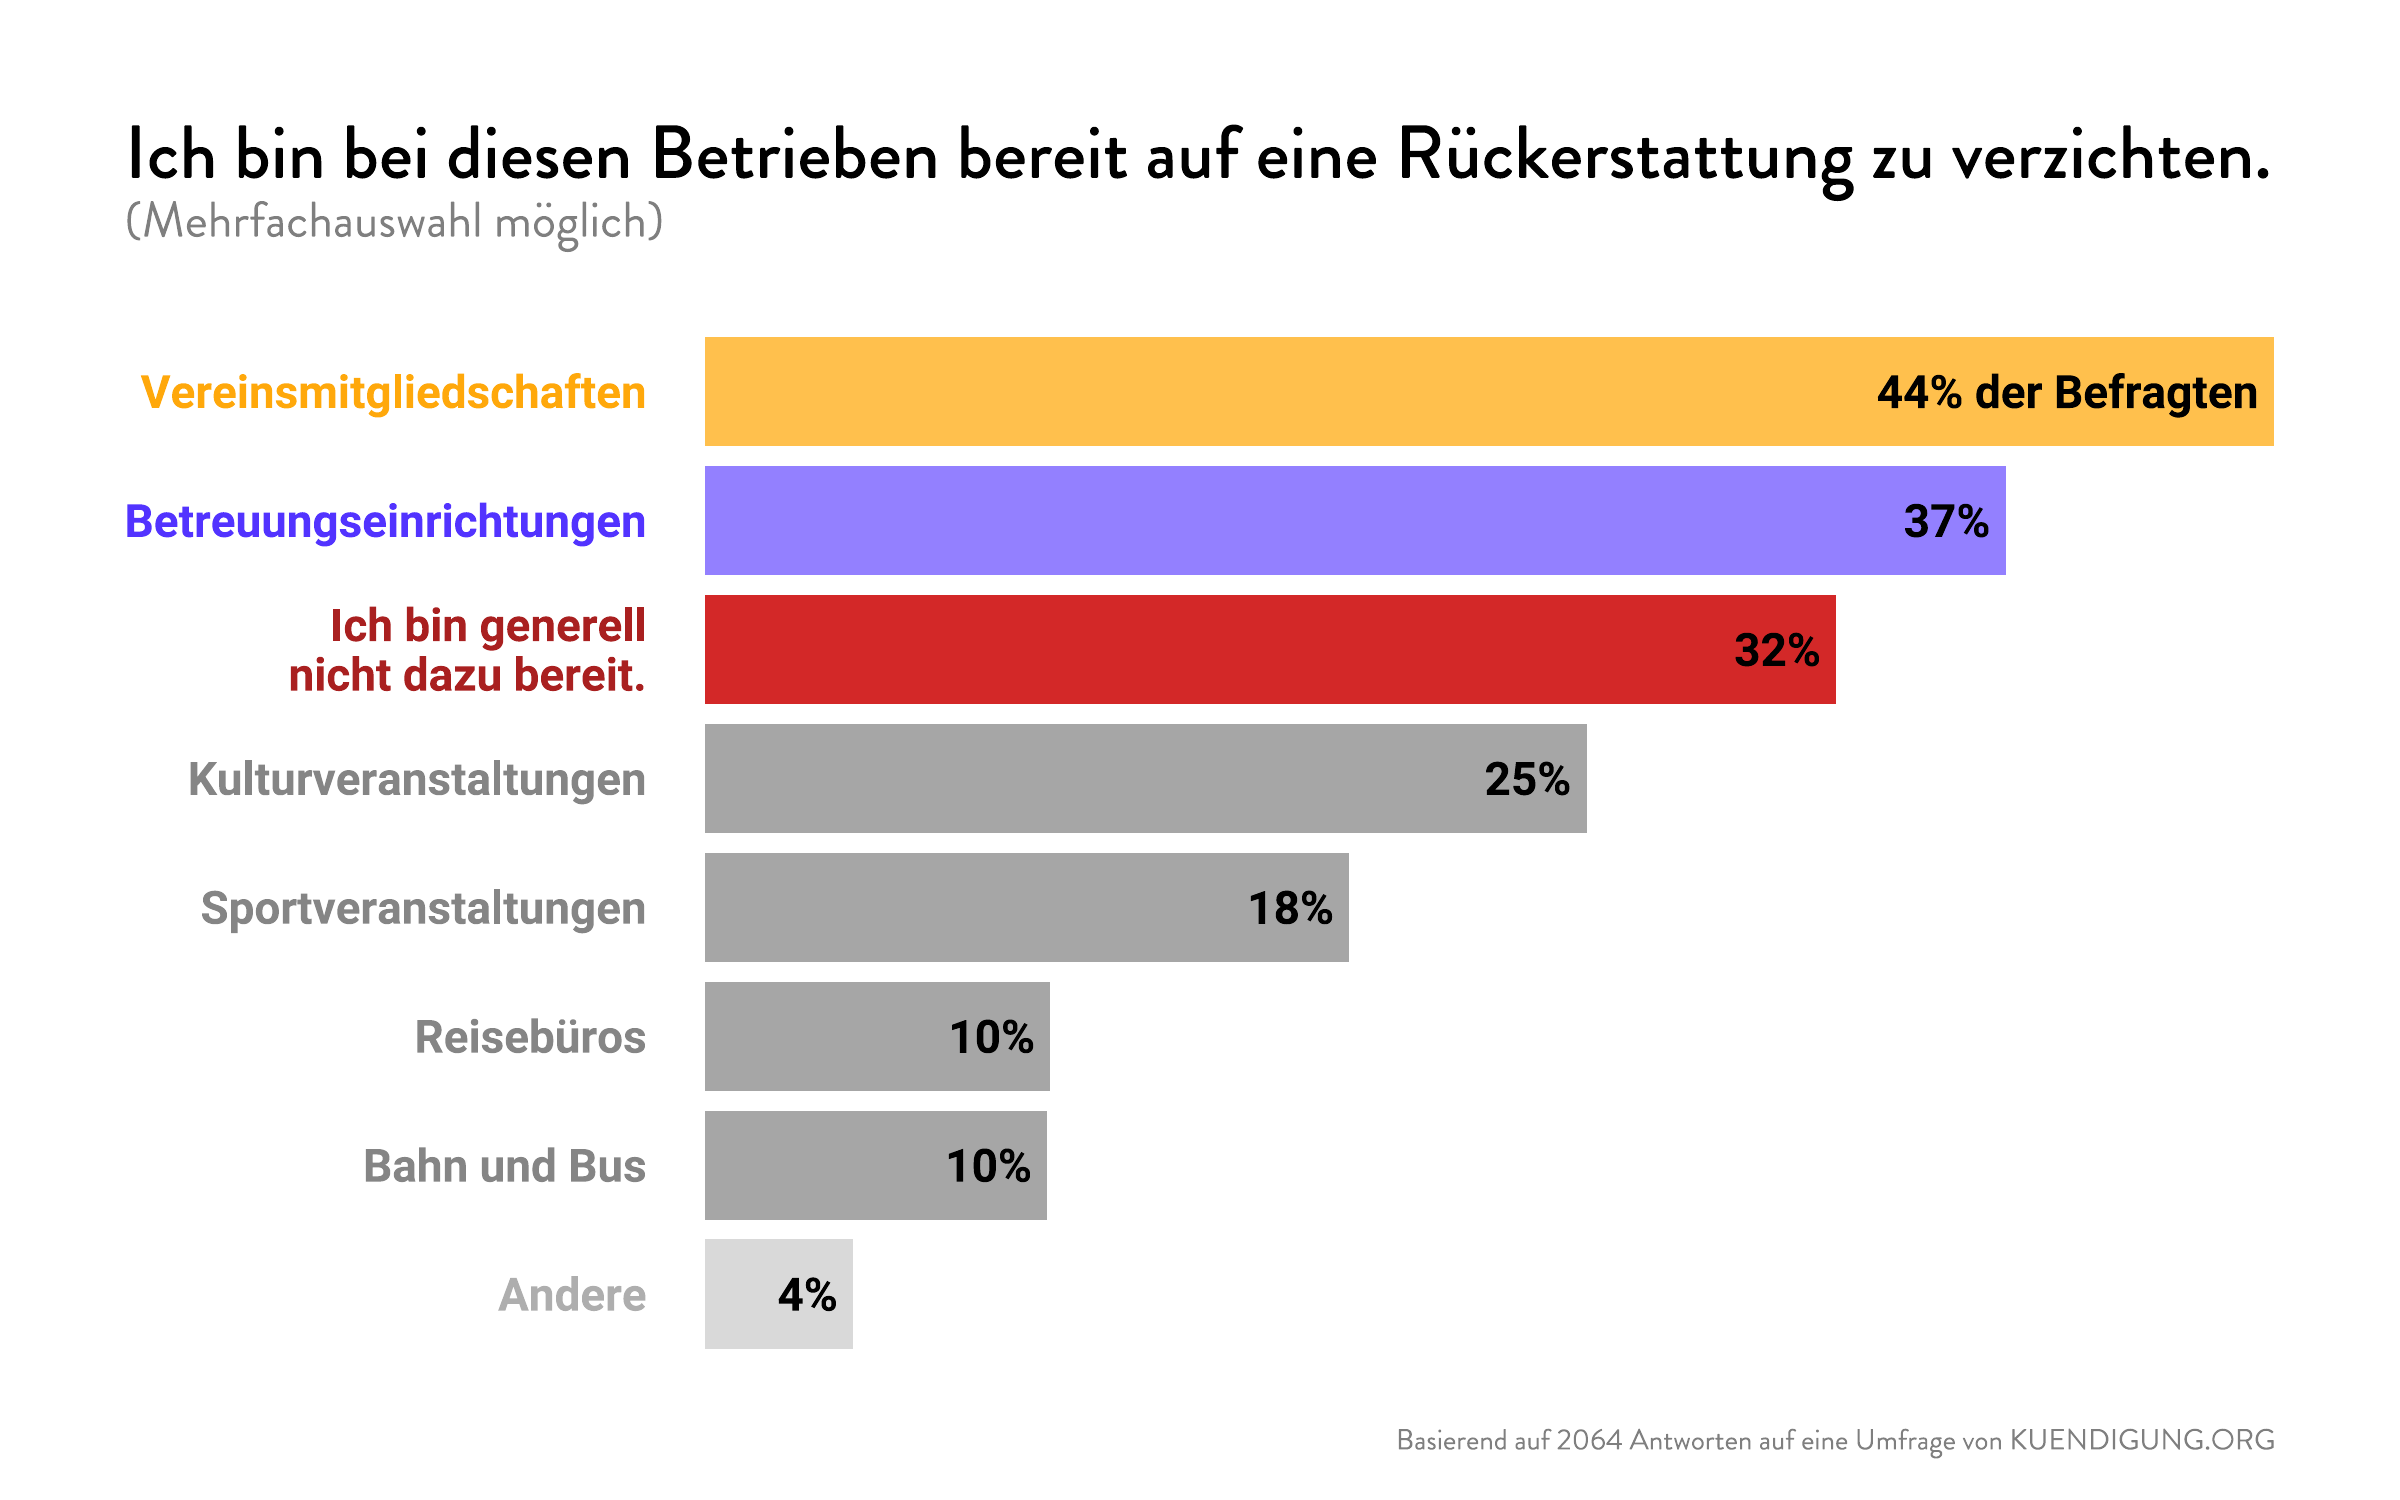 Ich bin bei diesen Betrieben bereit auf eine Rückerstattung zu verzichten.
(Mehrfachauswahl möglich)
Vereinsmitgliedschaften
44% der Befragten
Betreuungseinrichtungen
37%
Ich bin generell
nicht dazu bereit.
32%
Kulturveranstaltungen
25%
Sportveranstaltungen
18%
Reisebüros
10%
Bahn und Bus
10%
Andere
4%
Basierend auf 2064 Antworten auf eine Umfrage von KUENDIGUNG.ORG